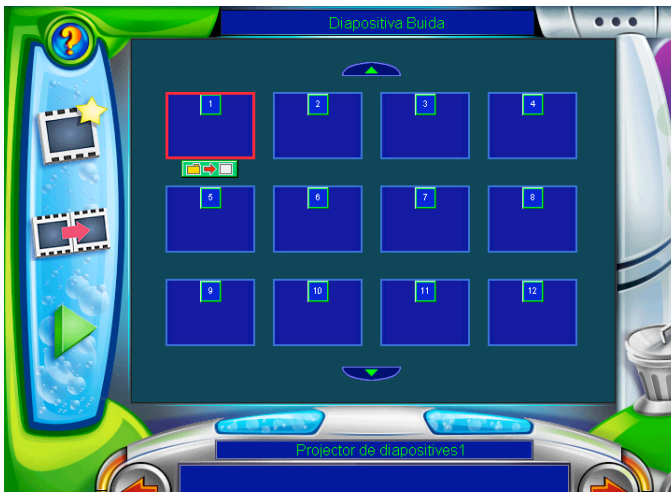 Diapositiva Buida
1 2 3 4
5 6 7 8
9 10 11 12
Projector de diapositives1